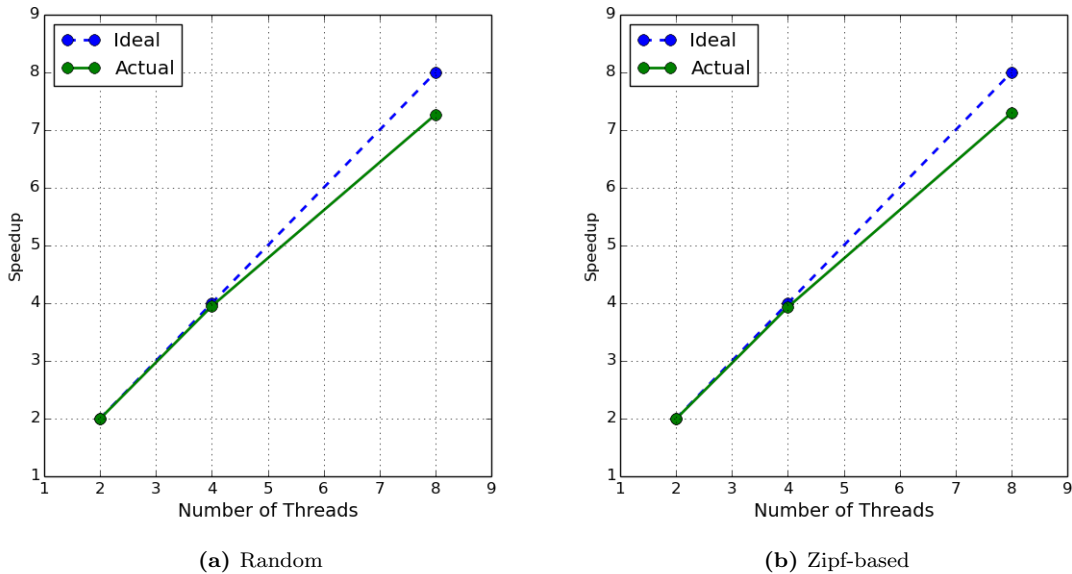 9
8
7
6
5
4
3
2
1
Speedup
Ideal
Actual
1 2 3 4 5 6 7 8 9
Number of Threads
(a) Random
9
8
7
6
5
4
3
2
1
Speedup
Ideal
Actual
1 2 3 4 5 6 7 8 9
Number of Threads
(b) Zipf-based